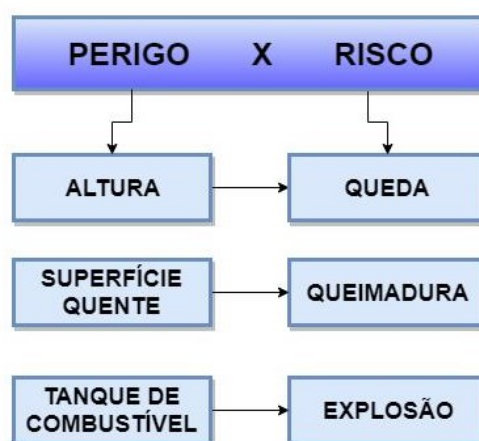 PERIGO X RISCO
ALTURA
QUEDA
SUPERFÍCIE
QUENTE
QUEIMADURA
TANQUE DE
COMBUSTÍVEL
EXPLOSÃO